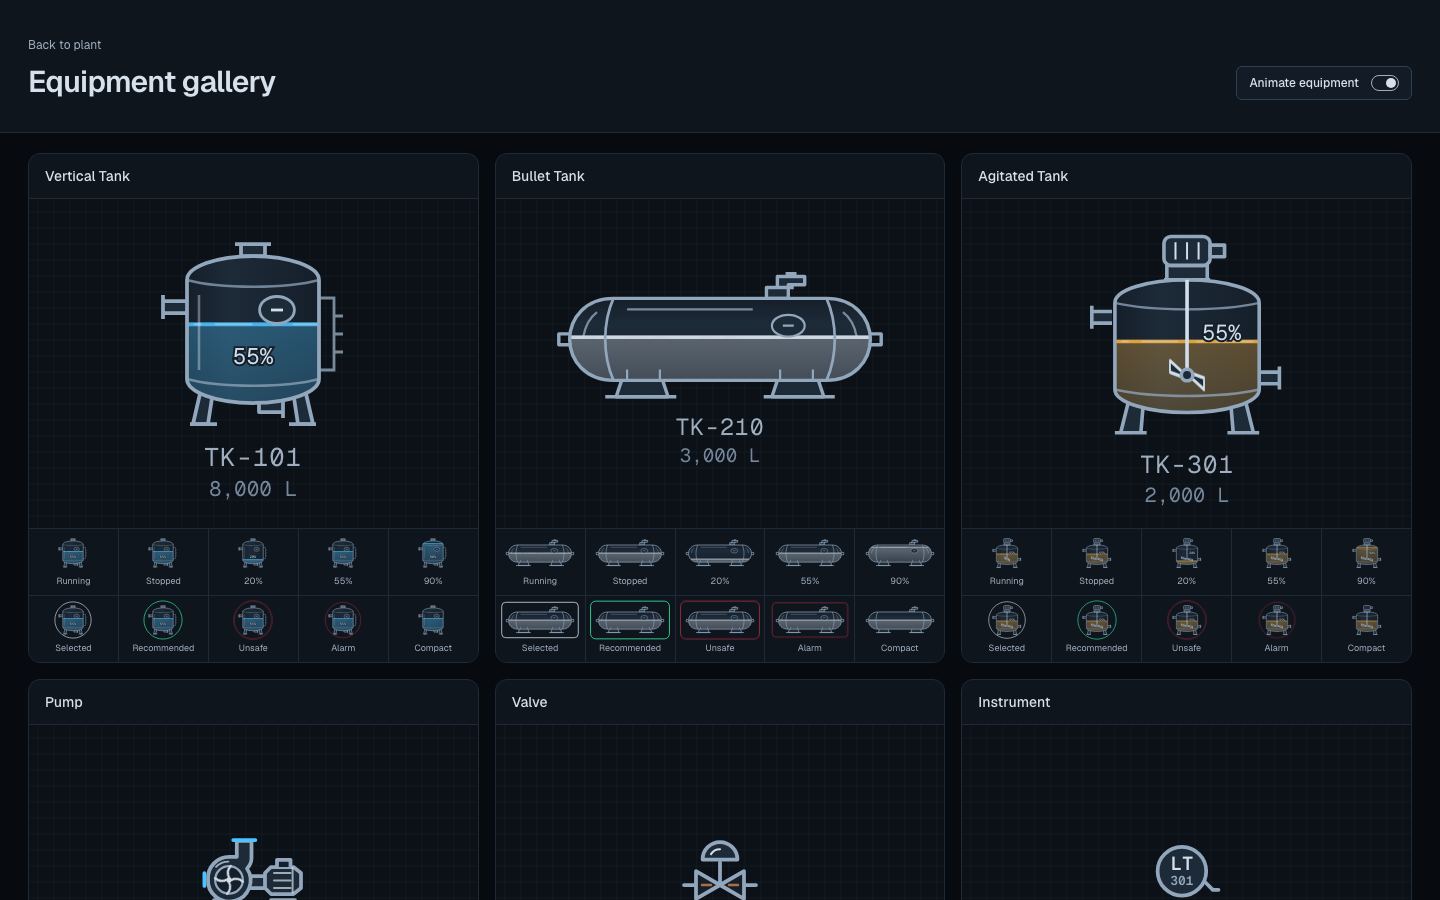 Back to plant
Equipment gallery
Animate equipment
Vertical Tank
55%
TK-101
8,000 L
Running
Stopped
20%
55%
90%
Selected
Recommended
Unsafe
Alarm
Compact
Bullet Tank
TK-210
3,000 L
Running
Stopped
20%
55%
90%
Selected
Recommended
Unsafe
Alarm
Compact
Agitated Tank
55%
TK-301
2,000 L
Running
Stopped
20%
55%
90%
Selected
Recommended
Unsafe
Alarm
Compact
Pump
Valve
Instrument
LT
301